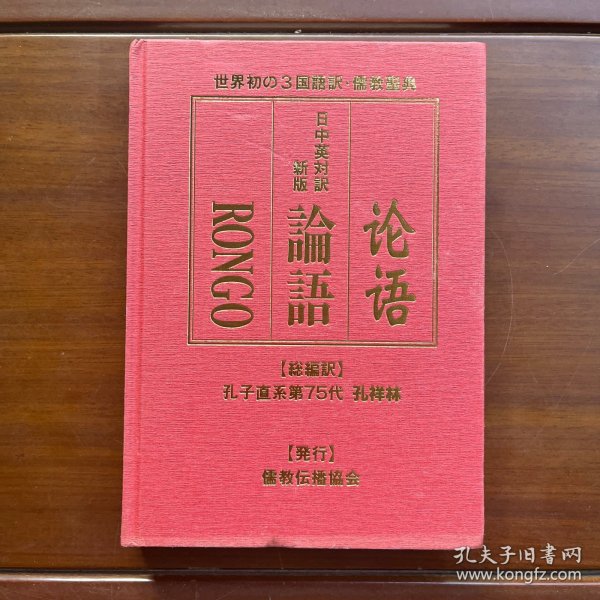 世界初の3国語訳·儒教聖典
论语
日中英対訳
新版
論語
RONGO
【総編訳】
孔子直系第75代 孔祥林
【発行】
儒教伝播協会
孔夫子旧书网
www.kongfz.com